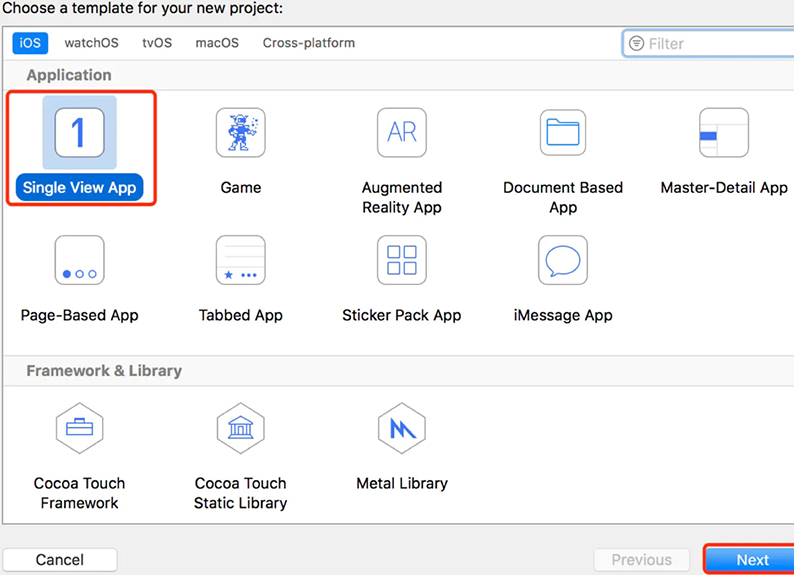 Choose a template for your new project:
iOS watchOS tvOS macOS Cross-platform Filter
Application
1 AR
Single View App Game Augmented Reality App Document Based App Master-Detail App
Page-Based App Tabbed App Sticker Pack App iMessage App
Framework & Library
Cocoa Touch Framework Cocoa Touch Static Library Metal Library
Cancel Previous Next